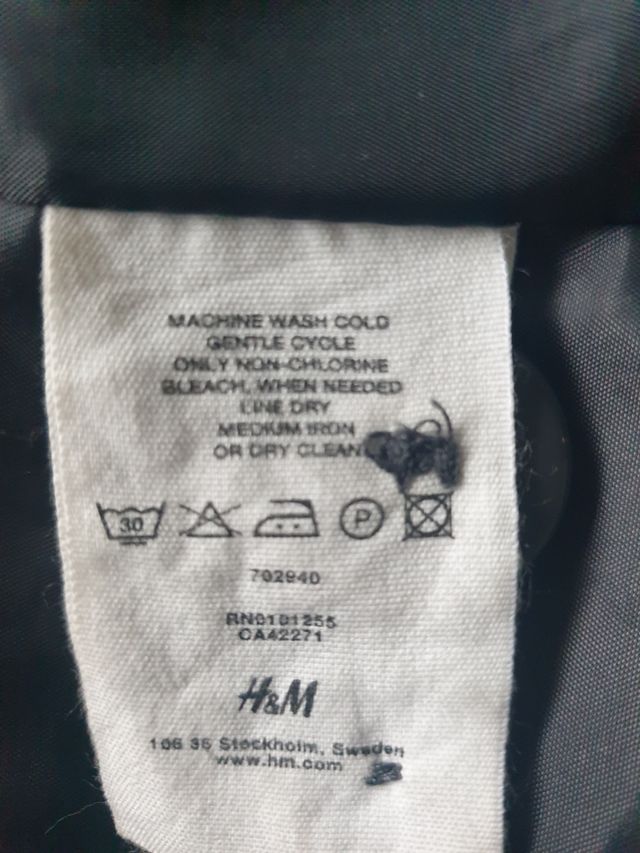 MACHINE WASH COLD
GENTLE CYCLE
ONLY NON-CHLORINE
BLEACH, WHEN NEEDED
LINE DRY
MEDIUM IRON
OR DRY CLEAN
30
P
702940
RN0101255
CA42271
H&M
106 35 Stockholm, Sweden
www.hm.com